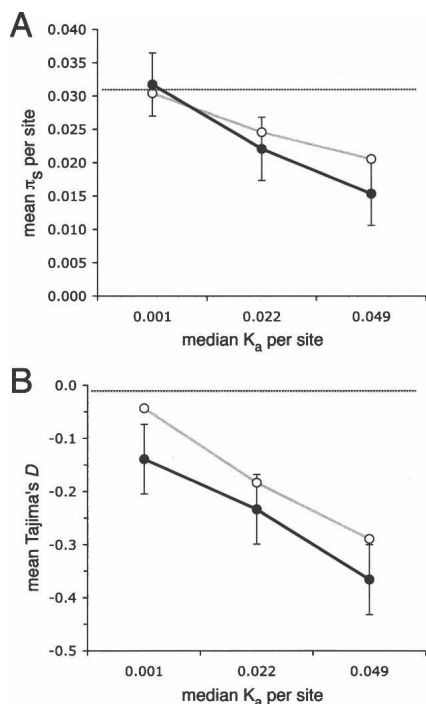 A
0.040
0.035
0.030
0.025
0.020
0.015
0.010
0.005
0.000
mean πS per site
0.001 0.022 0.049
median Ka per site
B
0.0
-0.1
-0.2
-0.3
-0.4
-0.5
mean Tajima's D
0.001 0.022 0.049
median Ka per site